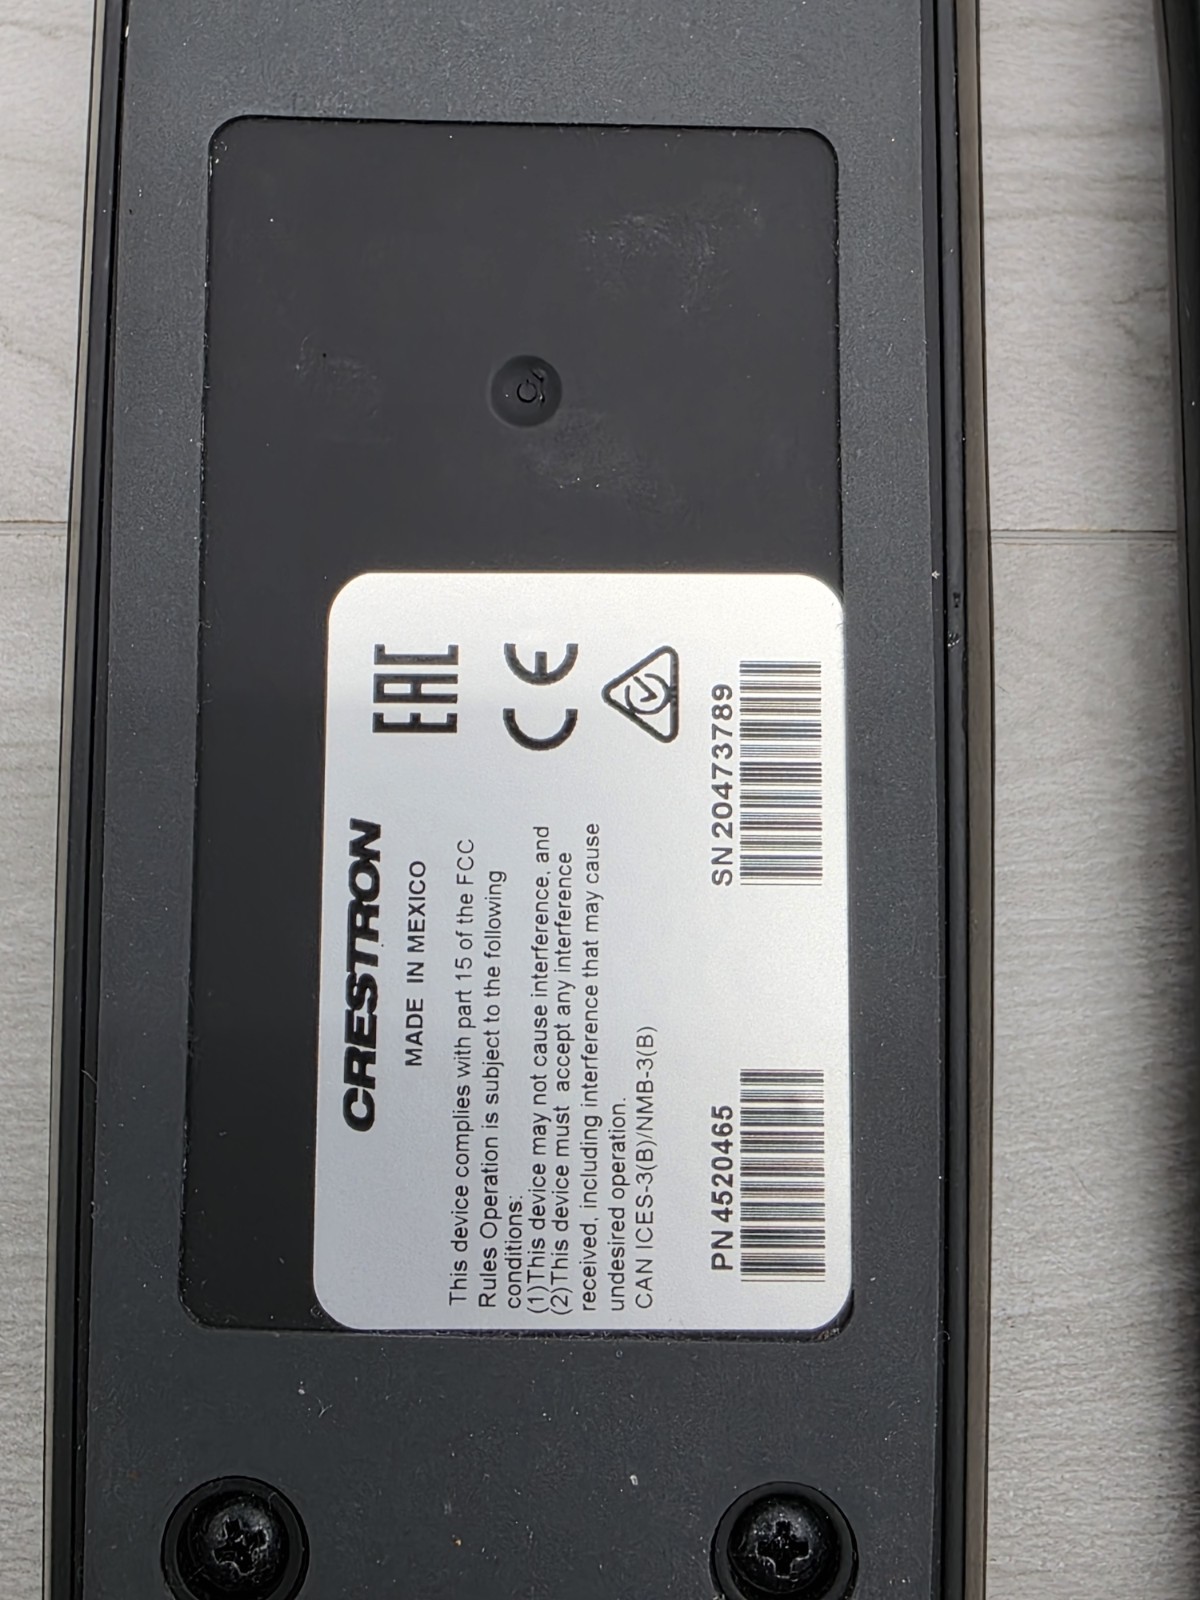 CRESTRON
MADE IN MEXICO
This device complies with part 15 of the FCC
Rules Operation is subject to the following
conditions:
(1)This device may not cause interference, and
(2)This device must accept any interference
received, including interference that may cause
undesired operation.
CAN ICES-3(B)/NMB-3(B)
EAC
CE
PN 4520465
SN 20473789